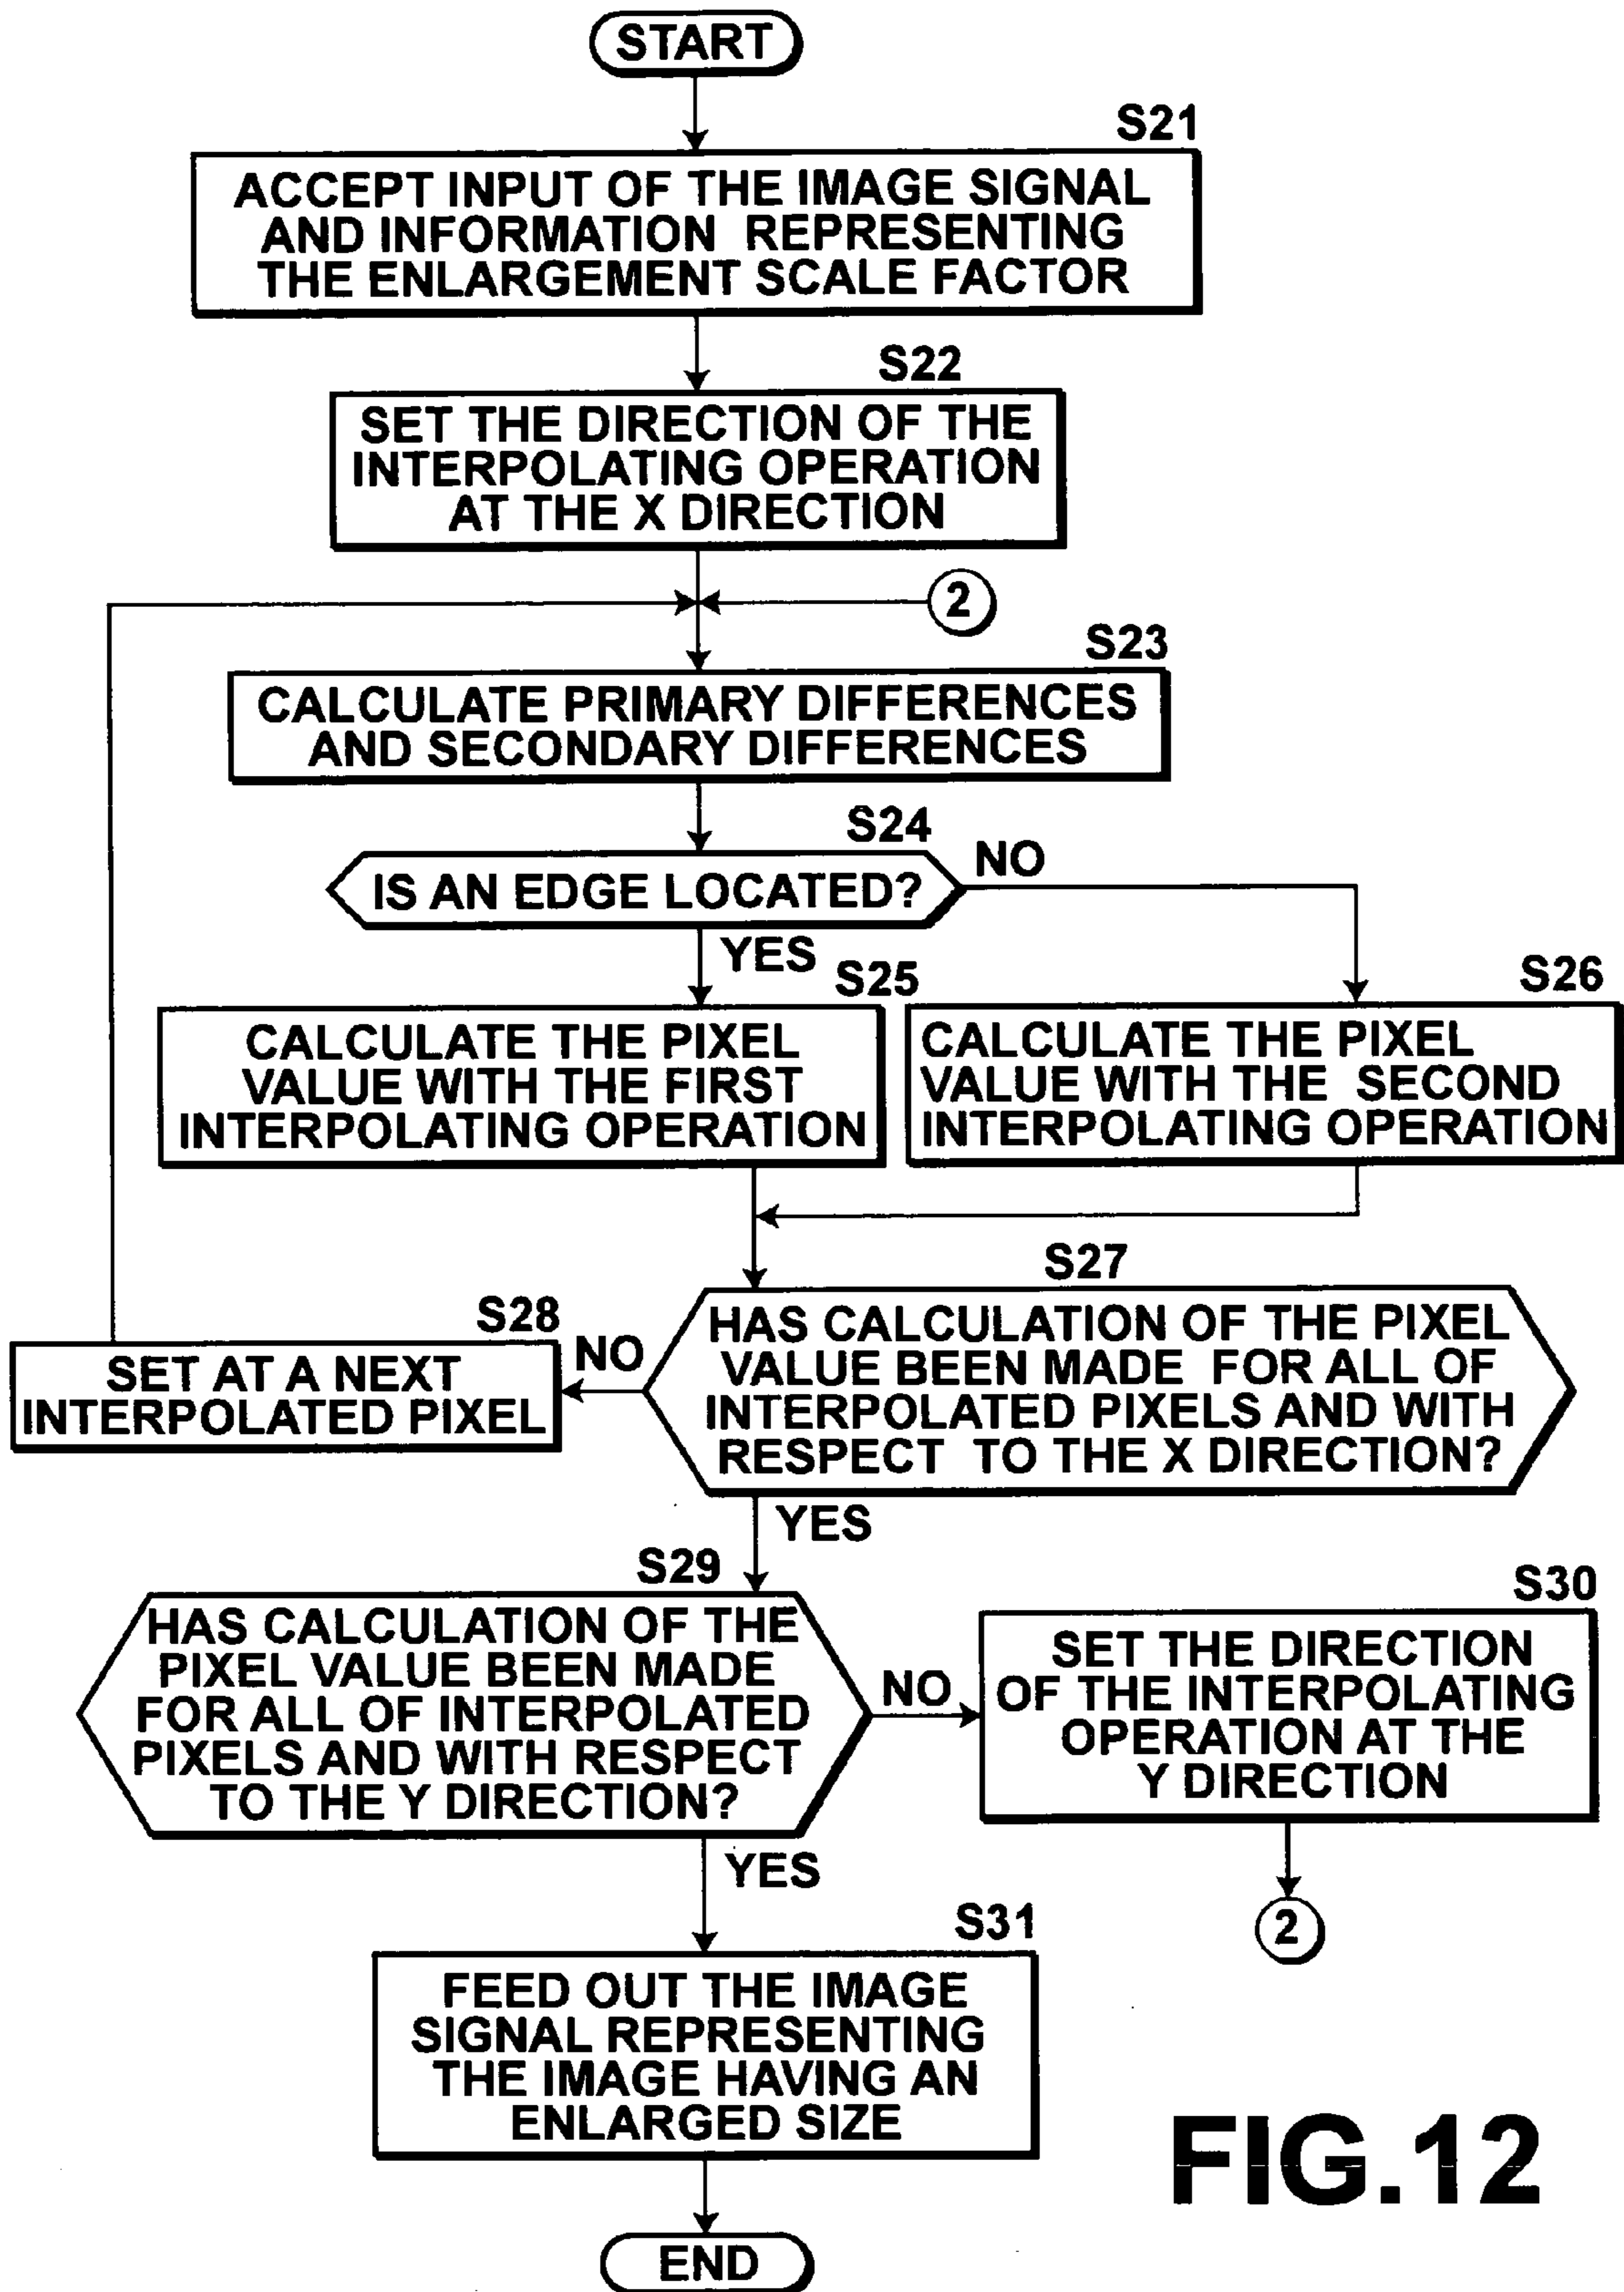 START
S21
ACCEPT INPUT OF THE IMAGE SIGNAL
AND INFORMATION REPRESENTING
THE ENLARGEMENT SCALE FACTOR
S22
SET THE DIRECTION OF THE
INTERPOLATING OPERATION
AT THE X DIRECTION
2
S23
CALCULATE PRIMARY DIFFERENCES
AND SECONDARY DIFFERENCES
S24
IS AN EDGE LOCATED?
NO
YES
S25
CALCULATE THE PIXEL
VALUE WITH THE FIRST
INTERPOLATING OPERATION
S26
CALCULATE THE PIXEL
VALUE WITH THE SECOND
INTERPOLATING OPERATION
S27
HAS CALCULATION OF THE PIXEL
VALUE BEEN MADE FOR ALL OF
INTERPOLATED PIXELS AND WITH
RESPECT TO THE X DIRECTION?
NO
S28
SET AT A NEXT
INTERPOLATED PIXEL
YES
S29
HAS CALCULATION OF THE
PIXEL VALUE BEEN MADE
FOR ALL OF INTERPOLATED
PIXELS AND WITH RESPECT
TO THE Y DIRECTION?
NO
S30
SET THE DIRECTION
OF THE INTERPOLATING
OPERATION AT THE
Y DIRECTION
2
YES
S31
FEED OUT THE IMAGE
SIGNAL REPRESENTING
THE IMAGE HAVING AN
ENLARGED SIZE
END
FIG.12